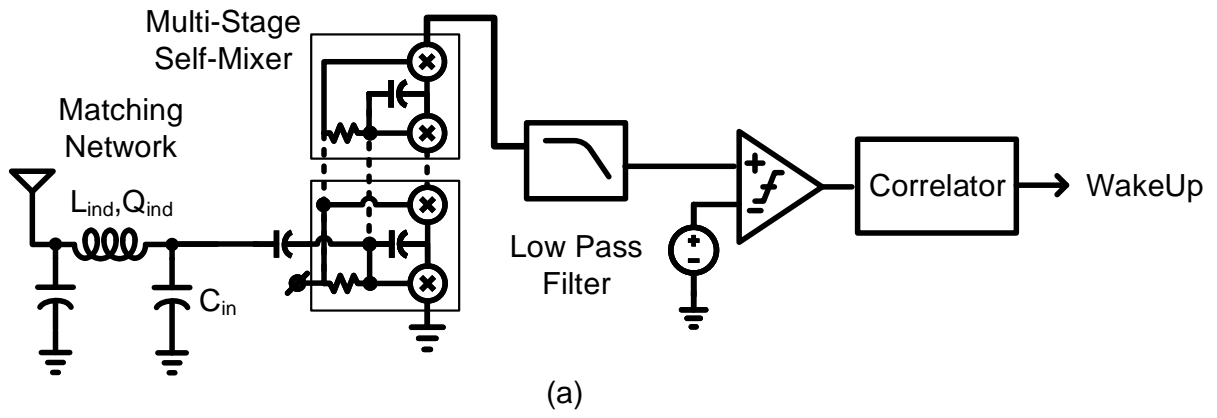 Multi-Stage
Self-Mixer
Matching
Network
L_ind,Q_ind
C_in
Low Pass
Filter
+
−
+
-
Correlator
WakeUp
(a)